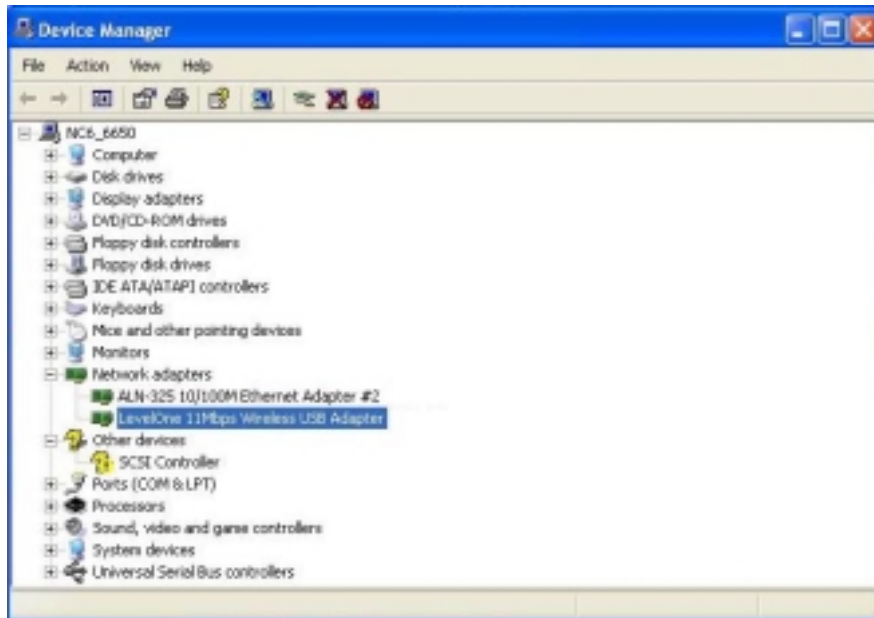 Device Manager
File Action View Help
NC6_6650
Computer
Disk drives
Display adapters
DVD/CD-ROM drives
Floppy disk controllers
Floppy disk drives
IDE ATA/ATAPI controllers
Keyboards
Mice and other pointing devices
Monitors
Network adapters
ALN-325 10/100M Ethernet Adapter #2
LevelOne 11Mbps Wireless USB Adapter
Other devices
SCSI Controller
Ports (COM & LPT)
Processors
Sound, video and game controllers
System devices
Universal Serial Bus controllers